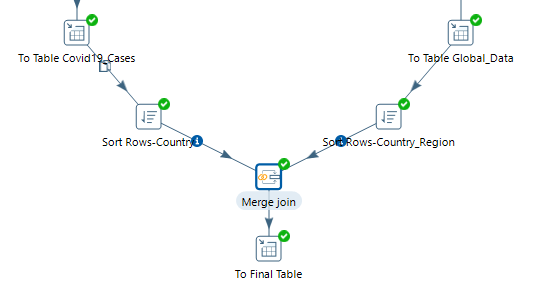 To Table Covid19_Cases
To Table Global_Data
Sort Rows-Country
Sort Rows-Country_Region
Merge join
To Final Table